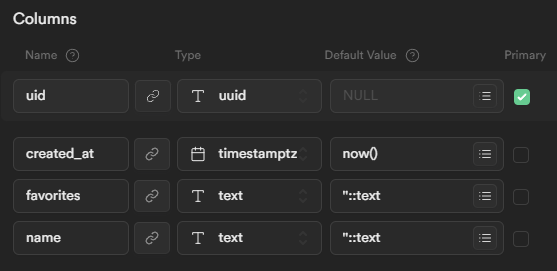 Columns
Name ? Type Default Value ? Primary
uid T uuid NULL
created_at timestamptz now()
favorites T text ''::text
name T text ''::text